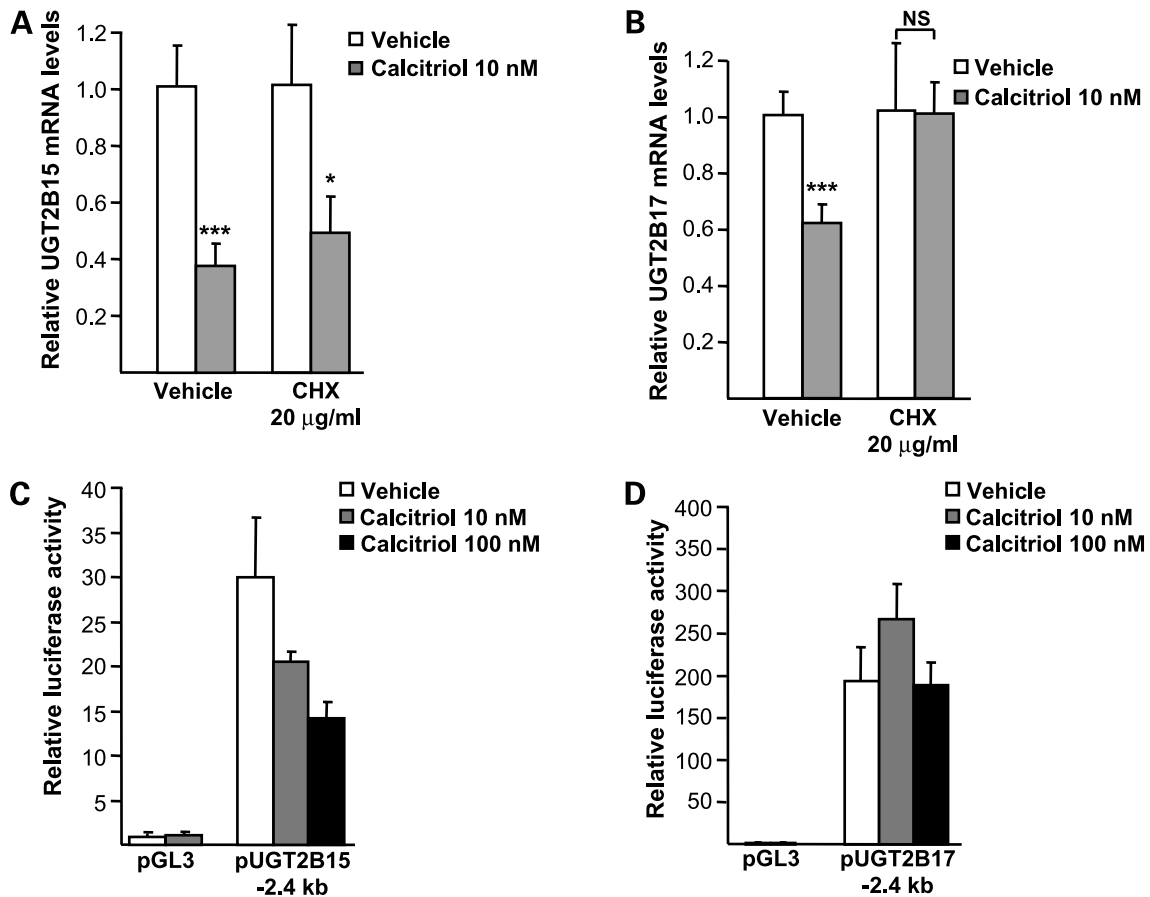 A
Relative UGT2B15 mRNA levels
1.2
1.0
0.8
0.6
0.4
0.2
Vehicle
Calcitriol 10 nM
***
*
Vehicle
CHX
20 µg/ml
B
Relative UGT2B17 mRNA levels
1.2
1.0
0.8
0.6
0.4
0.2
NS
Vehicle
Calcitriol 10 nM
***
Vehicle
CHX
20 µg/ml
C
Relative luciferase activity
40
35
30
25
20
15
10
5
Vehicle
Calcitriol 10 nM
Calcitriol 100 nM
pGL3
pUGT2B15
-2.4 kb
D
Relative luciferase activity
400
350
300
250
200
150
100
50
Vehicle
Calcitriol 10 nM
Calcitriol 100 nM
pGL3
pUGT2B17
-2.4 kb